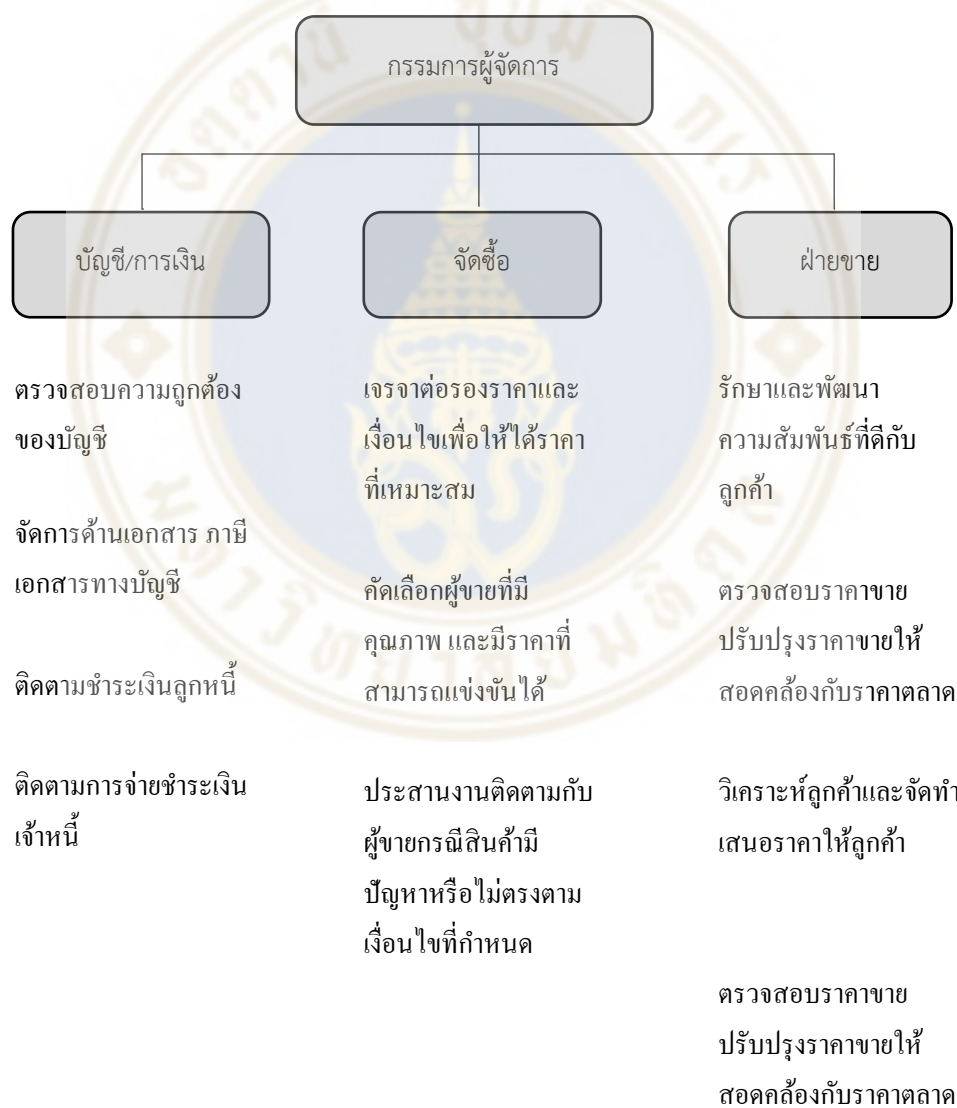 กรรมการผู้จัดการ
บัญชี/การเงิน
จัดซื้อ
ฝ่ายขาย
ตรวจสอบความถูกต้อง
ของบัญชี
จัดการด้านเอกสาร ภาษี
เอกสารทางบัญชี
ติดตามชำระเงินลูกหนี้
ติดตามการจ่ายชำระเงิน
เจ้าหนี้
เจรจาต่อรองราคาและ
เงื่อนไขเพื่อให้ได้ราคา
ที่เหมาะสม
คัดเลือกผู้ขายที่มี
คุณภาพ และมีราคาที่
สามารถแข่งขันได้
ประสานงานติดตามกับ
ผู้ขายกรณีสินค้ามี
ปัญหาหรือไม่ตรงตาม
เงื่อนไขที่กำหนด
รักษาและพัฒนา
ความสัมพันธ์ที่ดีกับ
ลูกค้า
ตรวจสอบราคาขาย
ปรับปรุงราคาขายให้
สอดคล้องกับราคาตลาด
วิเคราะห์ลูกค้าและจัดทำ
เสนอราคาให้ลูกค้า
ตรวจสอบราคาขาย
ปรับปรุงราคาขายให้
สอดคล้องกับราคาตลาด